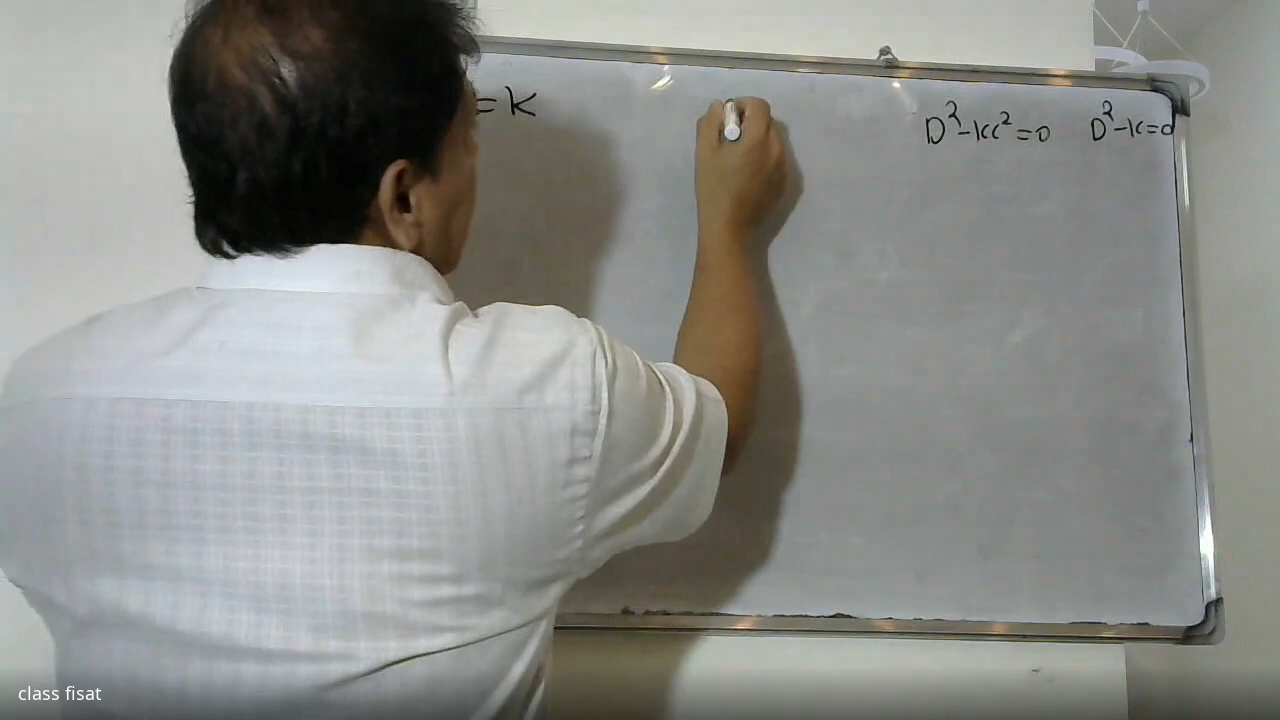 =K D²-KC²=0 D²-K=0
class fisat